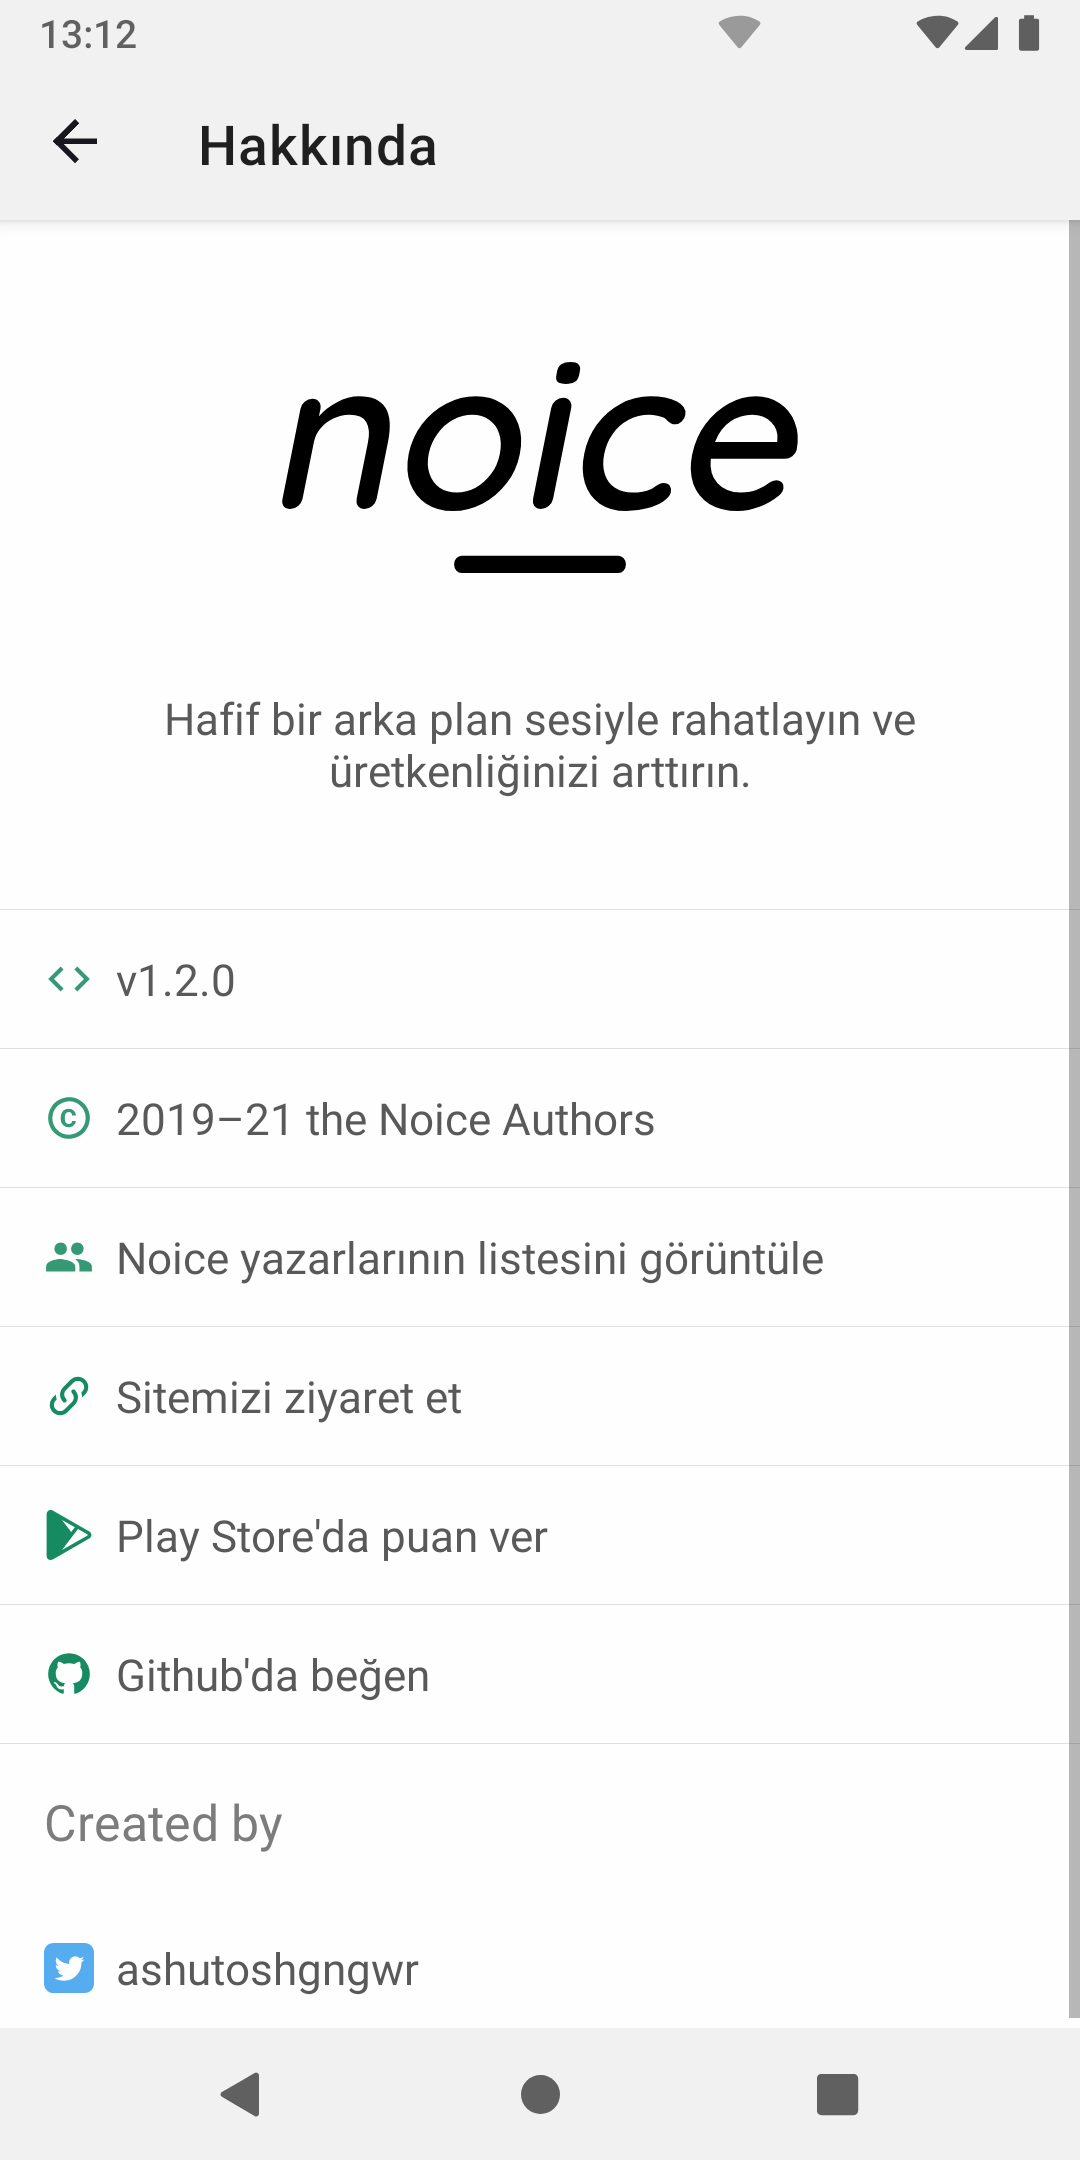 13:12
Hakkında
noice
Hafif bir arka plan sesiyle rahatlayın ve
üretkenliğinizi arttırın.
v1.2.0
2019–21 the Noice Authors
Noice yazarlarının listesini görüntüle
Sitemizi ziyaret et
Play Store'da puan ver
Github'da beğen
Created by
ashutoshgngwr